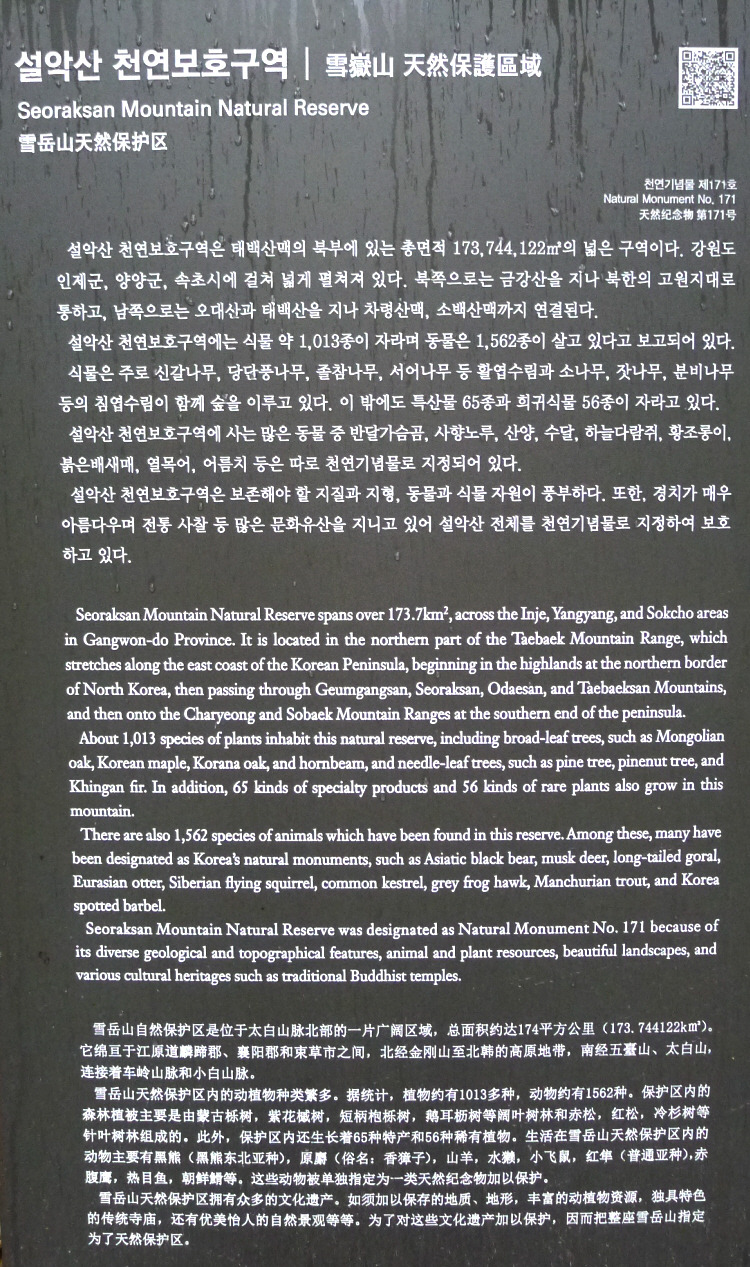 설악산 천연보호구역 | 雪嶽山 天然保護區域
Seoraksan Mountain Natural Reserve
雪岳山天然保护区
천연기념물 제171호
Natural Monument No. 171
天然纪念物 第171号
설악산 천연보호구역은 태백산맥의 북부에 있는 총면적 173,744,122㎡의 넓은 구역이다. 강원도
인제군, 양양군, 속초시에 걸쳐 넓게 펼쳐져 있다. 북쪽으로는 금강산을 지나 북한의 고원지대로
통하고, 남쪽으로는 오대산과 태백산을 지나 차령산맥, 소백산맥까지 연결된다.
설악산 천연보호구역에는 식물 약 1,013종이 자라며 동물은 1,562종이 살고 있다고 보고되어 있다.
식물은 주로 신갈나무, 당단풍나무, 졸참나무, 서어나무 등 활엽수림과 소나무, 잣나무, 분비나무
등의 침엽수림이 함께 숲을 이루고 있다. 이 밖에도 특산물 65종과 희귀식물 56종이 자라고 있다.
설악산 천연보호구역에 사는 많은 동물 중 반달가슴곰, 사향노루, 산양, 수달, 하늘다람쥐, 황조롱이,
붉은배새매, 열목어, 어름치 등은 따로 천연기념물로 지정되어 있다.
설악산 천연보호구역은 보존해야 할 지질과 지형, 동물과 식물 자원이 풍부하다. 또한, 경치가 매우
아름다우며 전통 사찰 등 많은 문화유산을 지니고 있어 설악산 전체를 천연기념물로 지정하여 보호
하고 있다.
Seoraksan Mountain Natural Reserve spans over 173.7km², across the Inje, Yangyang, and Sokcho areas
in Gangwon-do Province. It is located in the northern part of the Taebaek Mountain Range, which
stretches along the east coast of the Korean Peninsula, beginning in the highlands at the northern border
of North Korea, then passing through Geumgangsan, Seoraksan, Odaesan, and Taebaeksan Mountains,
and then onto the Charyeong and Sobaek Mountain Ranges at the southern end of the peninsula.
About 1,013 species of plants inhabit this natural reserve, including broad-leaf trees, such as Mongolian
oak, Korean maple, Korana oak, and hornbeam, and needle-leaf trees, such as pine tree, pinenut tree, and
Khingan fir. In addition, 65 kinds of specialty products and 56 kinds of rare plants also grow in this
mountain.
There are also 1,562 species of animals which have been found in this reserve. Among these, many have
been designated as Korea's natural monuments, such as Asiatic black bear, musk deer, long-tailed goral,
Eurasian otter, Siberian flying squirrel, common kestrel, grey frog hawk, Manchurian trout, and Korea
spotted barbel.
Seoraksan Mountain Natural Reserve was designated as Natural Monument No. 171 because of
its diverse geological and topographical features, animal and plant resources, beautiful landscapes, and
various cultural heritages such as traditional Buddhist temples.
雪岳山自然保护区是位于太白山脉北部的一片广阔区域，总面积约达174平方公里（173.744122k㎡）。
它绵亘于江原道麟蹄郡、襄阳郡和束草市之间，北经金刚山至北韩的高原地带，南经五臺山、太白山，
连接着车岭山脉和小白山脉。
雪岳山天然保护区内的动植物种类繁多。据统计，植物约有1013多种，动物约有1562种。保护区内的
森林植被主要是由蒙古栎树，紫花槭树，短柄枹栎树，鹅耳枥树等阔叶树林和赤松，红松，冷杉树等
针叶树林组成的。此外，保护区内还生长着65种特产和56种稀有植物。生活在雪岳山天然保护区内的
动物主要有黑熊（黑熊东北亚种），原麝（俗名：香獐子），山羊，水獭，小飞鼠，红隼（普通亚种），赤
腹鹰，热目鱼，朝鲜鱛等。这些动物被单独指定为一类天然纪念物加以保护。
雪岳山天然保护区拥有众多的文化遗产。如须加以保存的地质、地形，丰富的动植物资源，独具特色
的传统寺庙，还有优美怡人的自然景观等等。为了对这些文化遗产加以保护，因而把整座雪岳山指定
为了天然保护区。